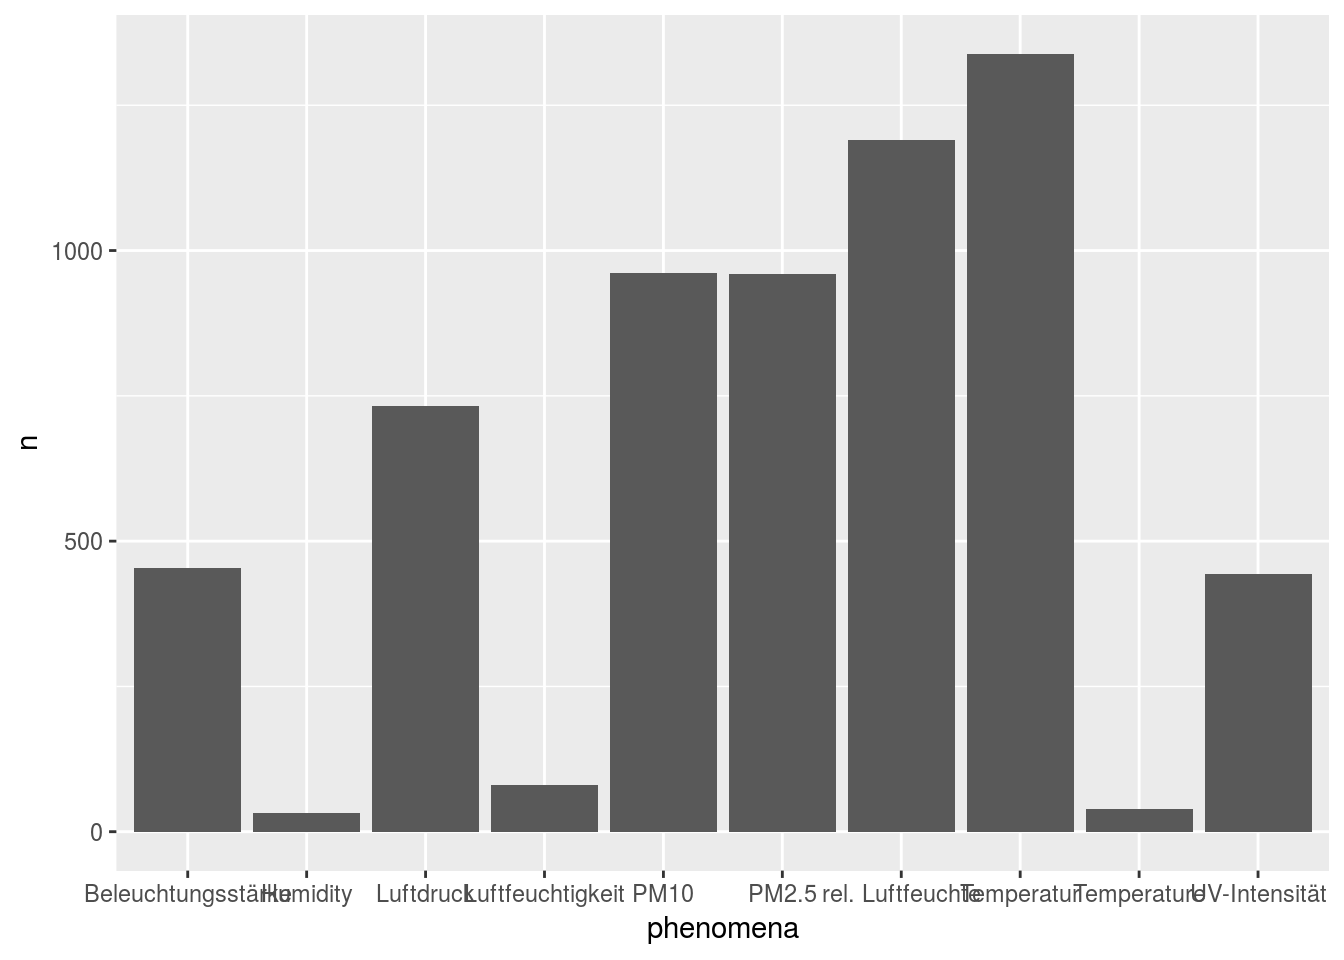 1000
500
0
n
Beleuchtungsstärke Humidity Luftdruck Luftfeuchtigkeit PM10 PM2.5 rel. Luftfeuchte Temperatur Temperature UV-Intensität
phenomena